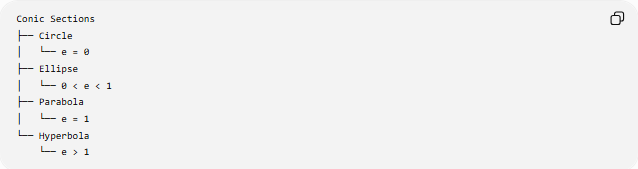 Conic Sections
├── Circle
│   └── e = 0
├── Ellipse
│   └── 0 < e < 1
├── Parabola
│   └── e = 1
└── Hyperbola
    └── e > 1